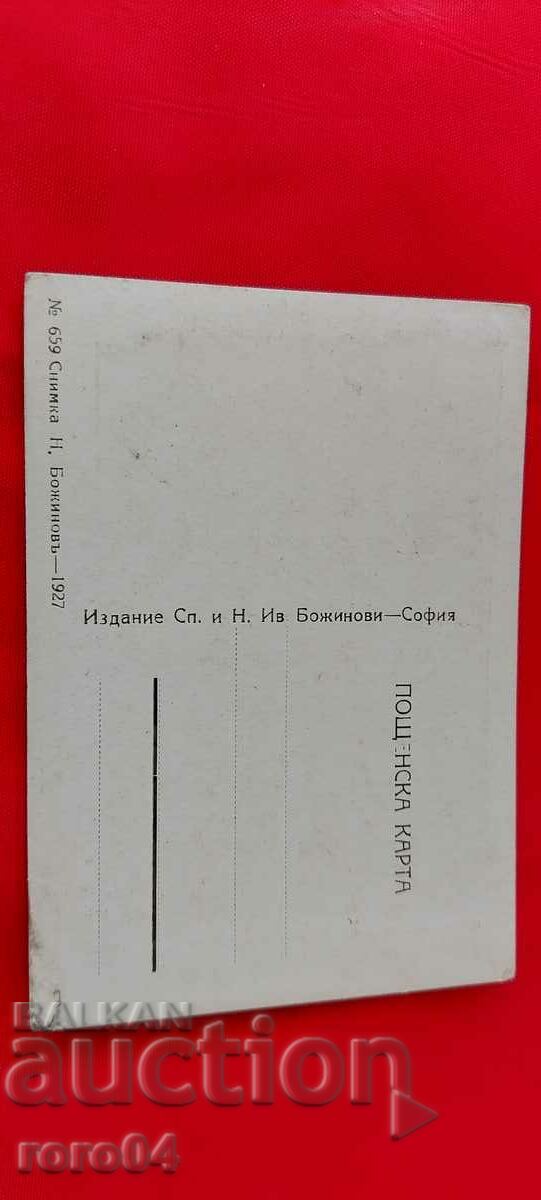 № 659 Снимка Н. Божиновъ—1927
Издание Сп. и Н. Ив Божинови—София
ПОЩЕНСКА КАРТА
BALKAN
auction
roro04